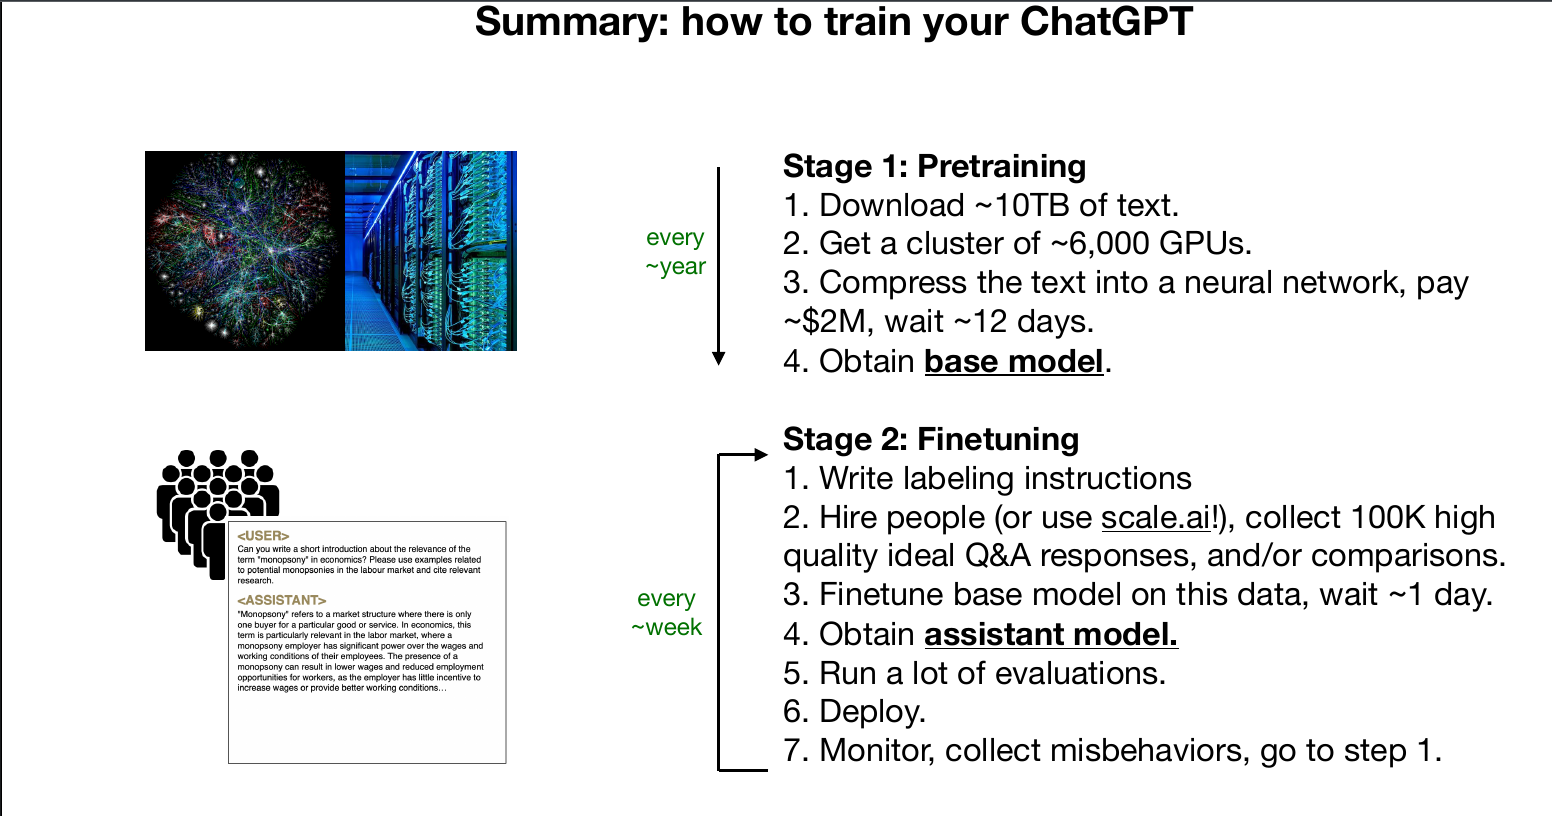 Summary: how to train your ChatGPT
every
~year
Stage 1: Pretraining
1. Download ~10TB of text.
2. Get a cluster of ~6,000 GPUs.
3. Compress the text into a neural network, pay
~$2M, wait ~12 days.
4. Obtain base model.
<USER>
Can you write a short introduction about the relevance of the
term "monopsony" in economics? Please use examples related
to potential monopsonies in the labour market and cite relevant
research.
<ASSISTANT>
"Monopsony" refers to a market structure where there is only
one buyer for a particular good or service. In economics, this
term is particularly relevant in the labor market, where a
monopsony employer has significant power over the wages and
working conditions of their employees. The presence of a
monopsony can result in lower wages and reduced employment
opportunities for workers, as the employer has little incentive to
increase wages or provide better working conditions…
every
~week
Stage 2: Finetuning
1. Write labeling instructions
2. Hire people (or use scale.ai!), collect 100K high
quality ideal Q&A responses, and/or comparisons.
3. Finetune base model on this data, wait ~1 day.
4. Obtain assistant model.
5. Run a lot of evaluations.
6. Deploy.
7. Monitor, collect misbehaviors, go to step 1.